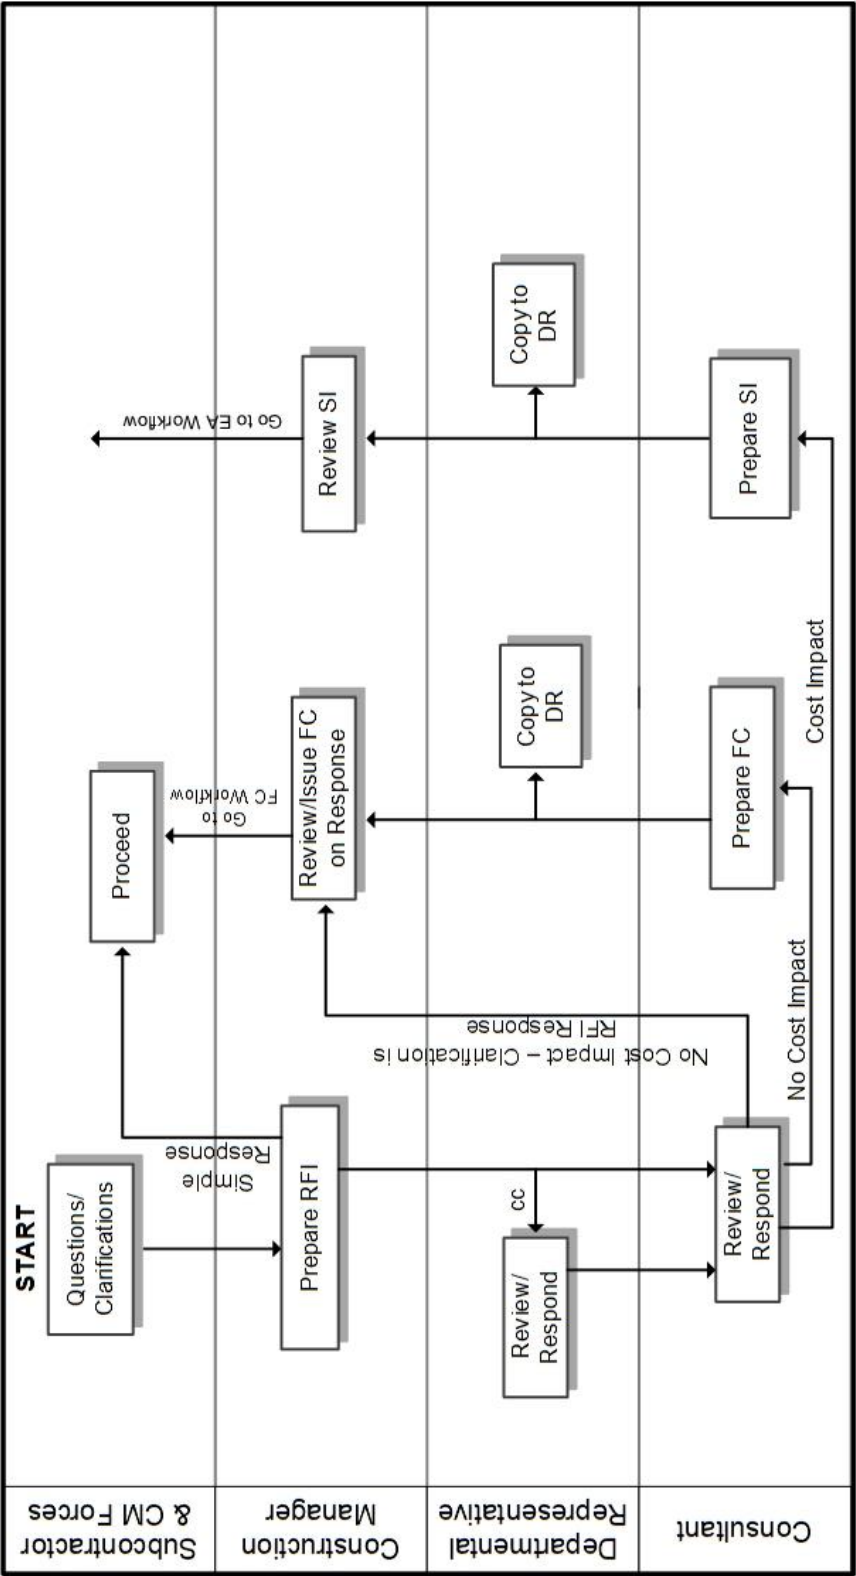 Subcontractor
& CM Forces
START
Questions/
Clarifications
Simple
Response
Proceed
Go to
FC Workflow
Go to EA Workflow
Construction
Manager
Prepare RFI
Review/Issue FC
on Response
Review SI
Departmental
Representative
Review/
Respond
cc
No Cost Impact – Clarification is
RFI Response
Copy to
DR
Copy to
DR
Consultant
Review/
Respond
No Cost Impact
Prepare FC
Cost Impact
Prepare SI